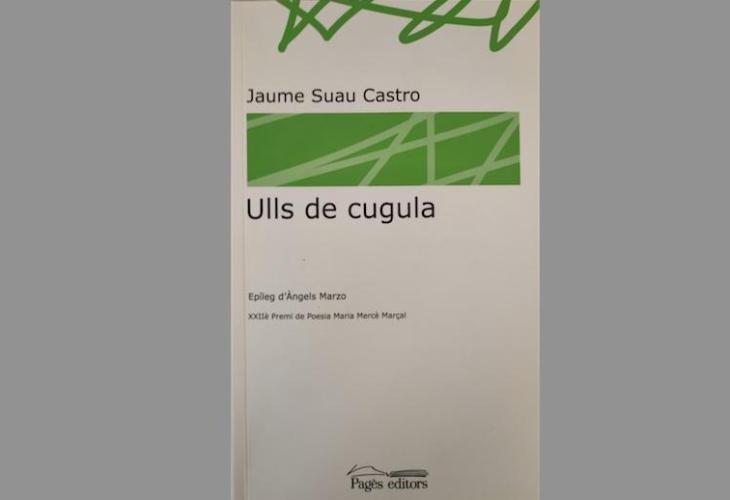 Jaume Suau Castro
Ulls de cugula
Epíleg d'Àngels Marzo
XXIIè Premi de Poesia Maria Mercè Marçal
Pagès editors